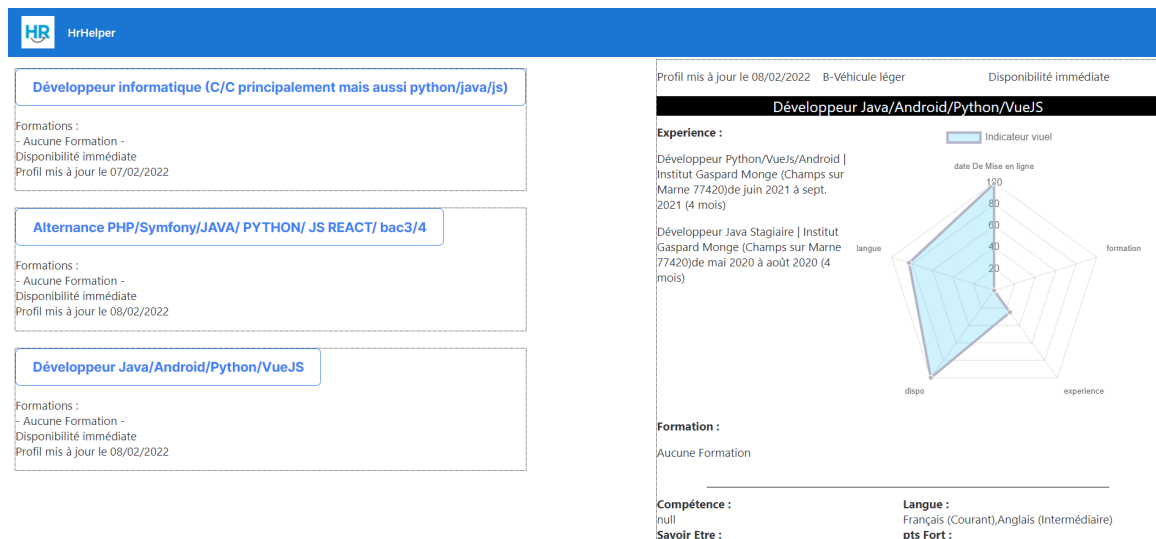 HR HrHelper
Développeur informatique (C/C principalement mais aussi python/java/js)
Formations :
- Aucune Formation -
Disponibilité immédiate
Profil mis à jour le 07/02/2022
Alternance PHP/Symfony/JAVA/ PYTHON/ JS REACT/ bac3/4
Formations :
- Aucune Formation -
Disponibilité immédiate
Profil mis à jour le 08/02/2022
Développeur Java/Android/Python/VueJS
Formations :
- Aucune Formation -
Disponibilité immédiate
Profil mis à jour le 08/02/2022
Profil mis à jour le 08/02/2022 B-Véhicule léger Disponibilité immédiate
Développeur Java/Android/Python/VueJS
Experience :
Développeur Python/VueJs/Android |
Institut Gaspard Monge (Champs sur
Marne 77420)de juin 2021 à sept.
2021 (4 mois)
Développeur Java Stagiaire | Institut
Gaspard Monge (Champs sur Marne
77420)de mai 2020 à août 2020 (4
mois)
Indicateur viuel
date De Mise en ligne
100
80
60
40
20
langue
formation
dispo
experience
Formation :
Aucune Formation
Compétence :
null
Savoir Etre :
Langue :
Français (Courant),Anglais (Intermédiaire)
pts Fort :